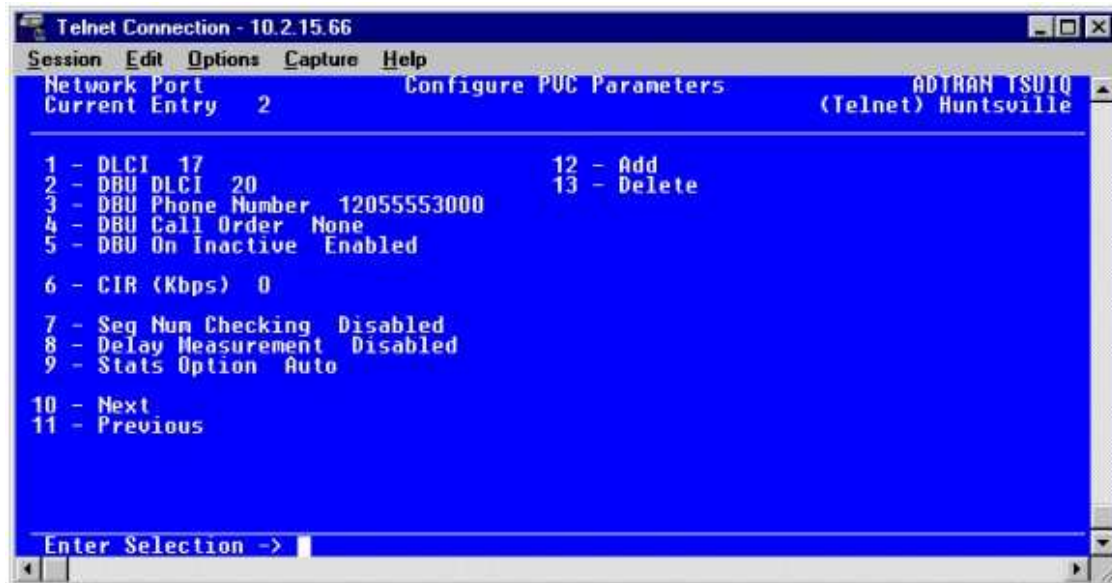 Telnet Connection - 10.2.15.66
Session Edit Options Capture Help
Network Port Configure PVC Parameters ADTRAN TSUIQ
Current Entry 2 (Telnet) Huntsville
1 - DLCI 17 12 - Add
2 - DBU DLCI 20 13 - Delete
3 - DBU Phone Number 12055553000
4 - DBU Call Order None
5 - DBU On Inactive Enabled
6 - CIR (Kbps) 0
7 - Seq Num Checking Disabled
8 - Delay Measurement Disabled
9 - Stats Option Auto
10 - Next
11 - Previous
Enter Selection ->